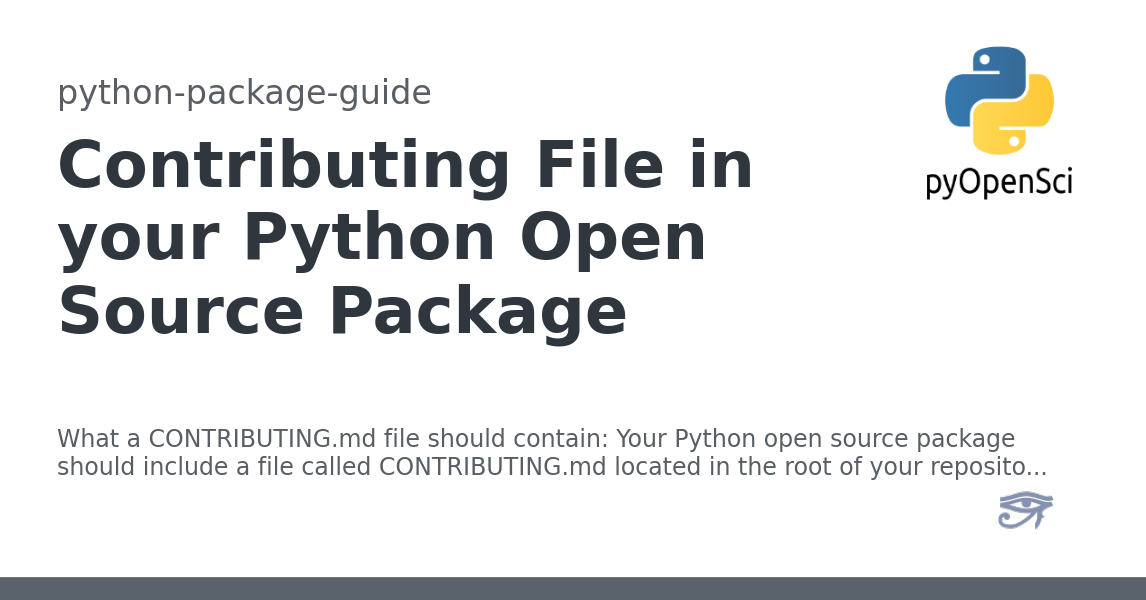 python-package-guide
Contributing File in
your Python Open
Source Package
pyOpenSci
What a CONTRIBUTING.md file should contain: Your Python open source package
should include a file called CONTRIBUTING.md located in the root of your reposito...